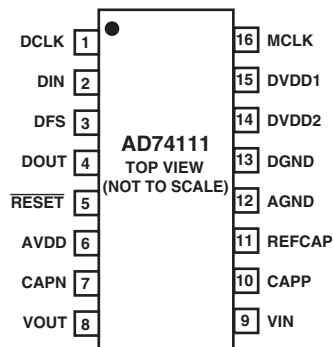 DCLK 1
DIN 2
DFS 3
DOUT 4
RESET 5
AVDD 6
CAPN 7
VOUT 8
AD74111
TOP VIEW
(NOT TO SCALE)
16 MCLK
15 DVDD1
14 DVDD2
13 DGND
12 AGND
11 REFCAP
10 CAPP
9 VIN